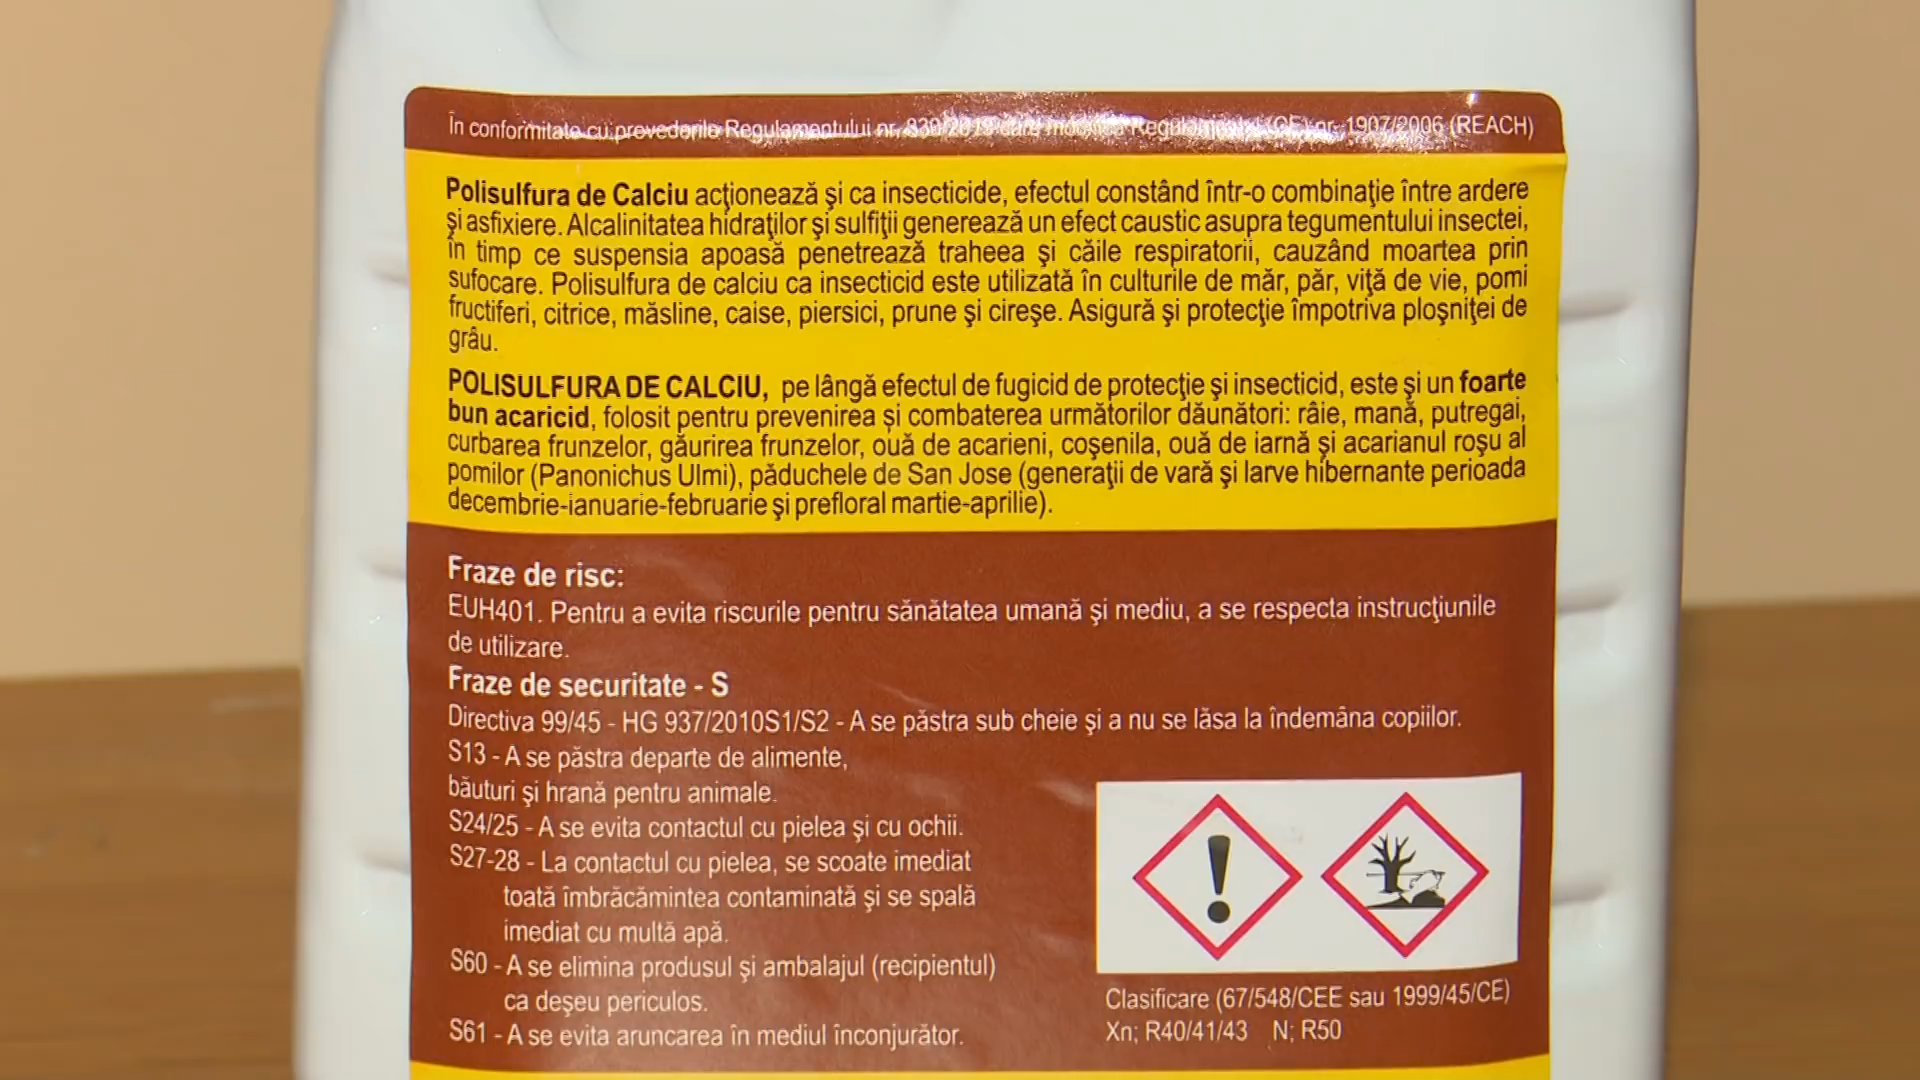 În conformitate cu prevederile Regulamentului nr. 830/2015 care modifică Regulamentul (CE) nr. 1907/2006 (REACH)
Polisulfura de Calciu acţionează şi ca insecticide, efectul constând într-o combinaţie între ardere
şi asfixiere. Alcalinitatea hidraţilor şi sulfiţii generează un efect caustic asupra tegumentului insectei,
în timp ce suspensia apoasă penetrează traheea şi căile respiratorii, cauzând moartea prin
sufocare. Polisulfura de calciu ca insecticid este utilizată în culturile de măr, păr, viţă de vie, pomi
fructiferi, citrice, măsline, caise, piersici, prune şi cireşe. Asigură şi protecţie împotriva ploşniţei de
grâu.
POLISULFURA DE CALCIU, pe lângă efectul de fugicid de protecţie şi insecticid, este şi un foarte
bun acaricid, folosit pentru prevenirea și combaterea următorilor dăunători: râie, mană, putregai,
curbarea frunzelor, găurirea frunzelor, ouă de acarieni, coşenila, ouă de iarnă şi acarianul roşu al
pomilor (Panonichus Ulmi), păduchele de San Jose (generaţii de vară şi larve hibernante perioada
decembrie-ianuarie-februarie şi prefloral martie-aprilie).
Fraze de risc:
EUH401. Pentru a evita riscurile pentru sănătatea umană şi mediu, a se respecta instrucţiunile
de utilizare.
Fraze de securitate - S
Directiva 99/45 - HG 937/2010S1/S2 - A se păstra sub cheie şi a nu se lăsa la îndemâna copiilor.
S13 - A se păstra departe de alimente,
băuturi şi hrană pentru animale.
S24/25 - A se evita contactul cu pielea şi cu ochii.
S27-28 - La contactul cu pielea, se scoate imediat
toată îmbrăcămintea contaminată şi se spală
imediat cu multă apă.
S60 - A se elimina produsul şi ambalajul (recipientul)
ca deşeu periculos.
S61 - A se evita aruncarea în mediul înconjurător.
Clasificare (67/548/CEE sau 1999/45/CE)
Xn; R40/41/43 N; R50